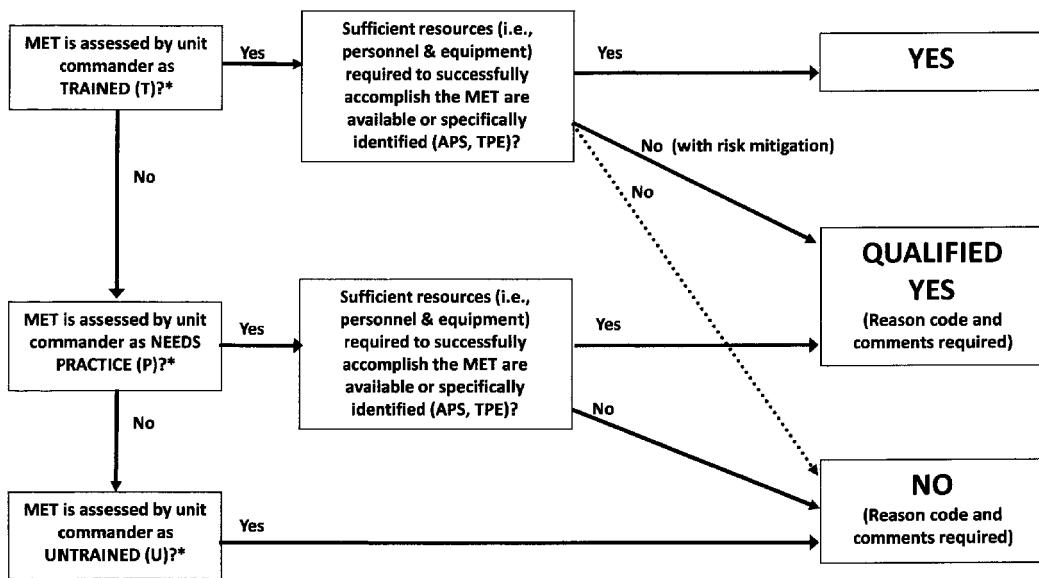 MET is assessed by unit
commander as
TRAINED (T)?*
Yes
Sufficient resources (i.e.,
personnel & equipment)
required to successfully
accomplish the MET are
available or specifically
identified (APS, TPE)?
Yes
YES
No (with risk mitigation)
No
No
QUALIFIED
YES
(Reason code and
comments required)
MET is assessed by unit
commander as NEEDS
PRACTICE (P)?*
Yes
Sufficient resources (i.e.,
personnel & equipment)
required to successfully
accomplish the MET are
available or specifically
identified (APS, TPE)?
Yes
No
No
NO
(Reason code and
comments required)
MET is assessed by unit
commander as
UNTRAINED (U)?*
Yes